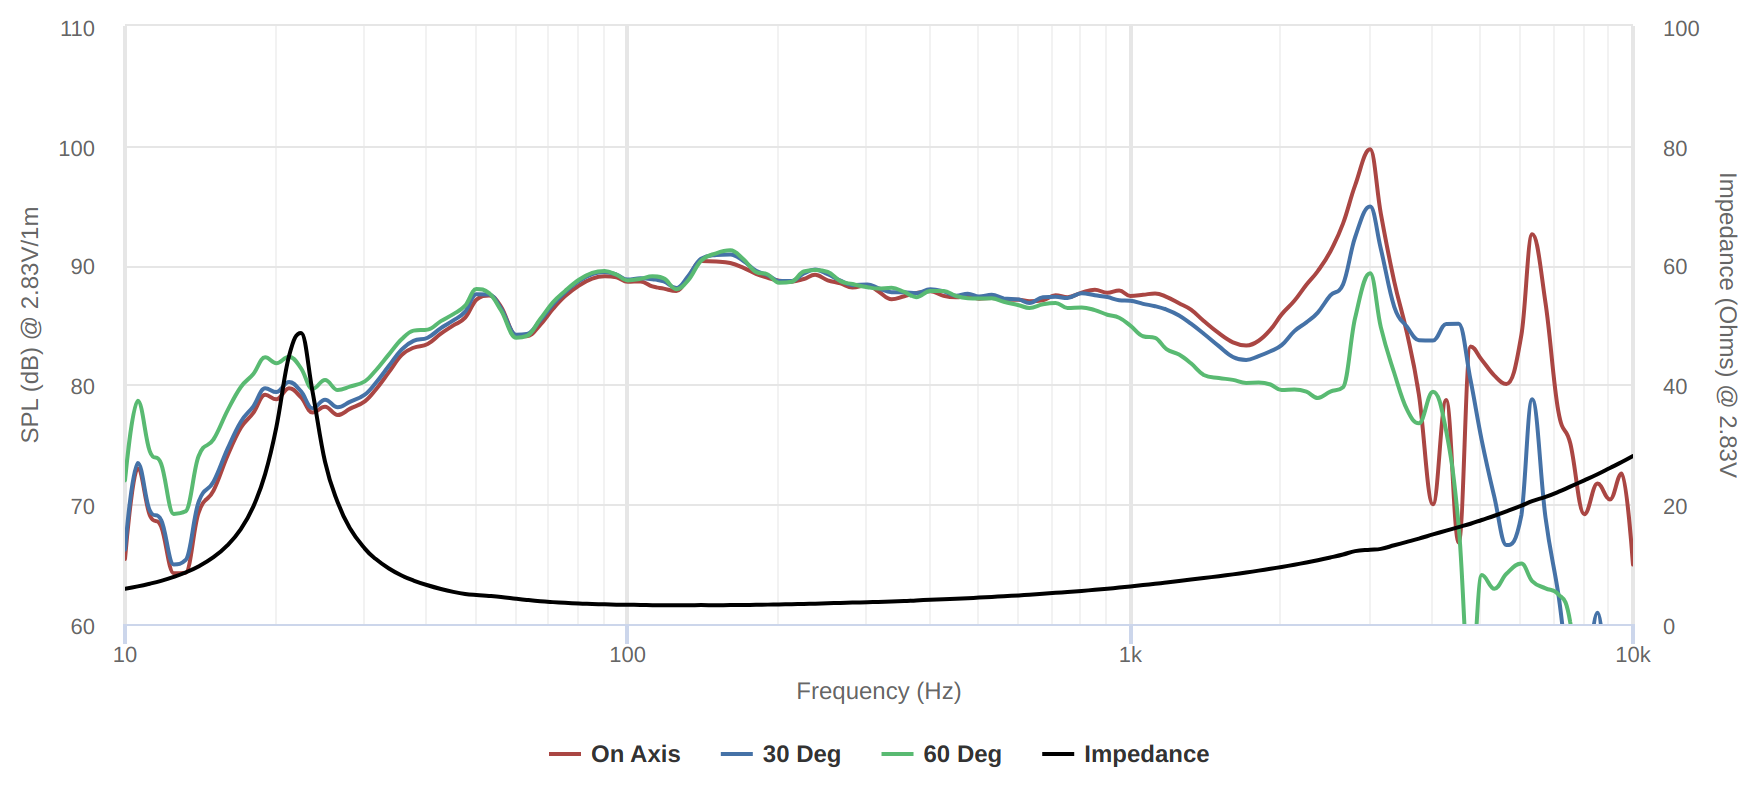 110
100
90
80
70
60
SPL (dB) @ 2.83V/1m
100
80
60
40
20
0
Impedance (Ohms) @ 2.83V
10
100
1k
10k
Frequency (Hz)
On Axis
30 Deg
60 Deg
Impedance